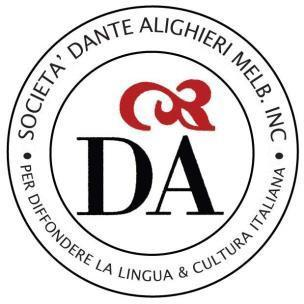 • SOCIETA' DANTE ALIGHIERI MELB. INC •
PER DIFFONDERE LA LINGUA & CULTURA ITALIANA
DA